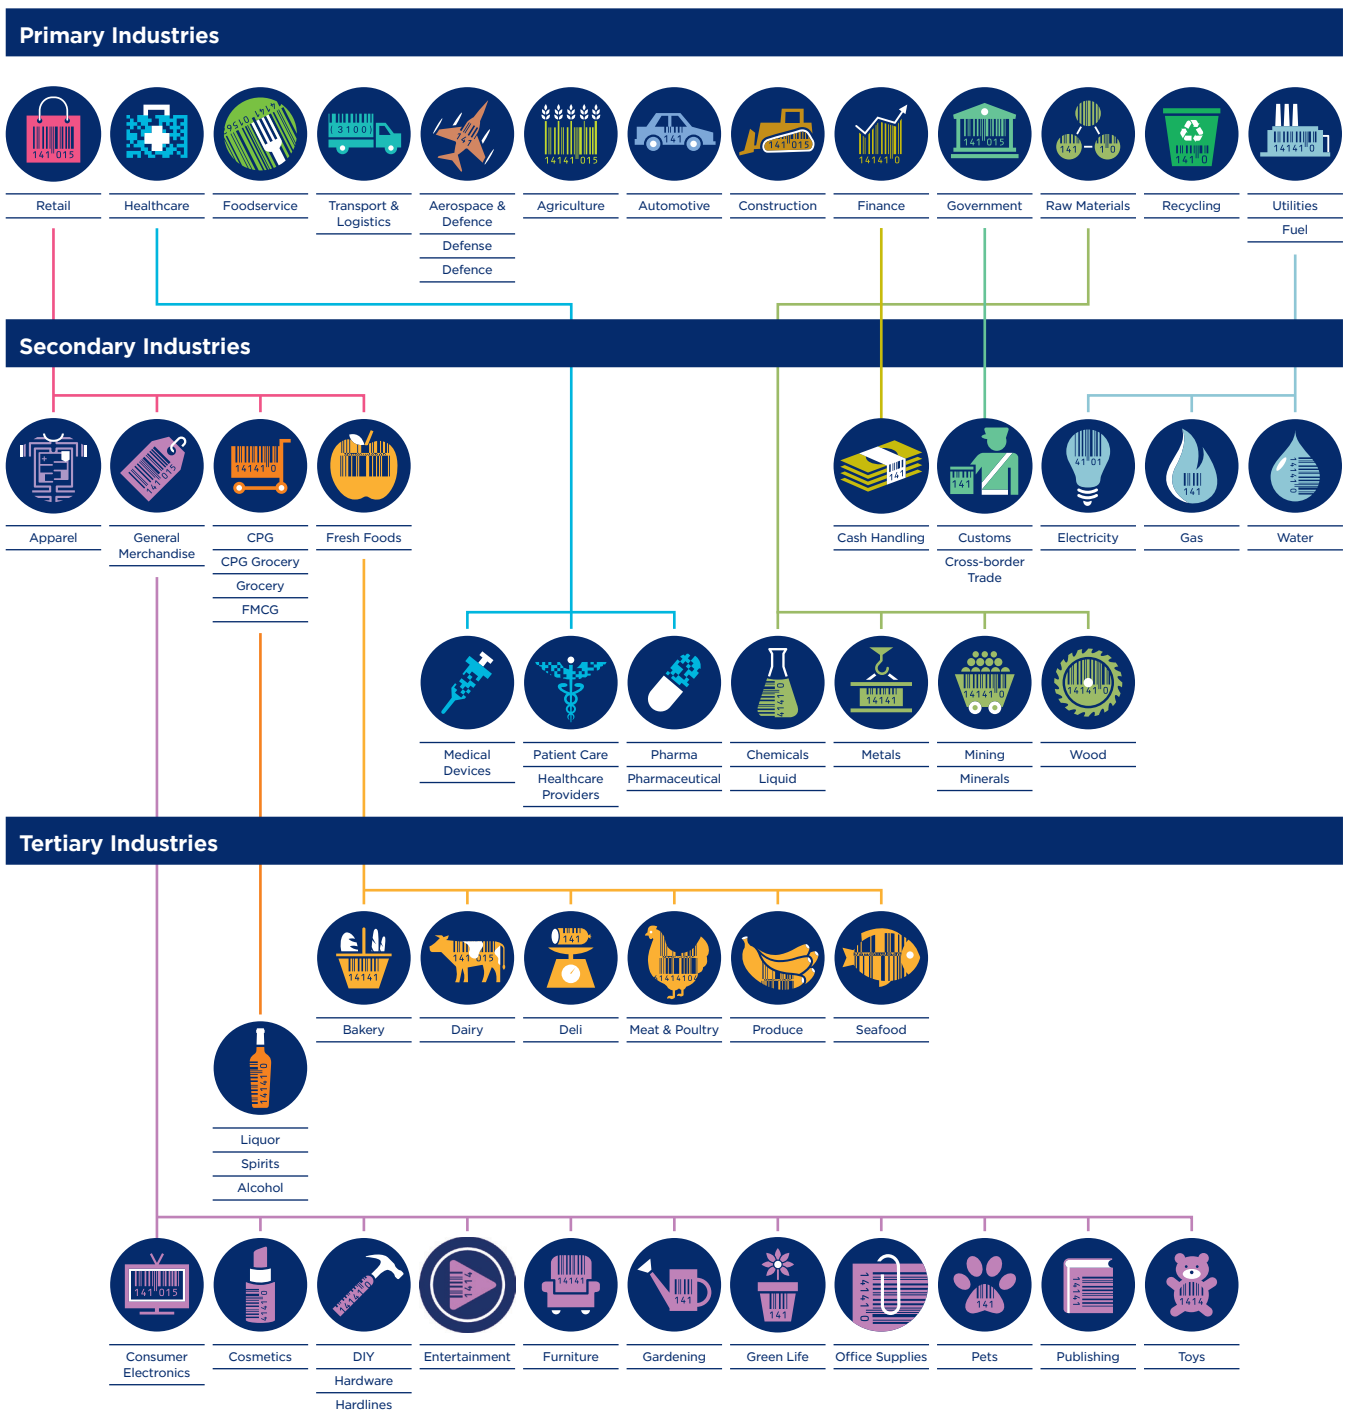 Primary Industries
Retail
Healthcare
Foodservice
Transport &
Logistics
Aerospace &
Defence
Defense
Defence
Agriculture
Automotive
Construction
Finance
Government
Raw Materials
Recycling
Utilities
Fuel
Secondary Industries
Apparel
General
Merchandise
CPG
CPG Grocery
Grocery
FMCG
Fresh Foods
Cash Handling
Customs
Cross-border
Trade
Electricity
Gas
Water
Medical
Devices
Patient Care
Healthcare
Providers
Pharma
Pharmaceutical
Chemicals
Liquid
Metals
Mining
Minerals
Wood
Tertiary Industries
Bakery
Dairy
Deli
Meat & Poultry
Produce
Seafood
Liquor
Spirits
Alcohol
Consumer
Electronics
Cosmetics
DIY
Hardware
Hardlines
Entertainment
Furniture
Gardening
Green Life
Office Supplies
Pets
Publishing
Toys